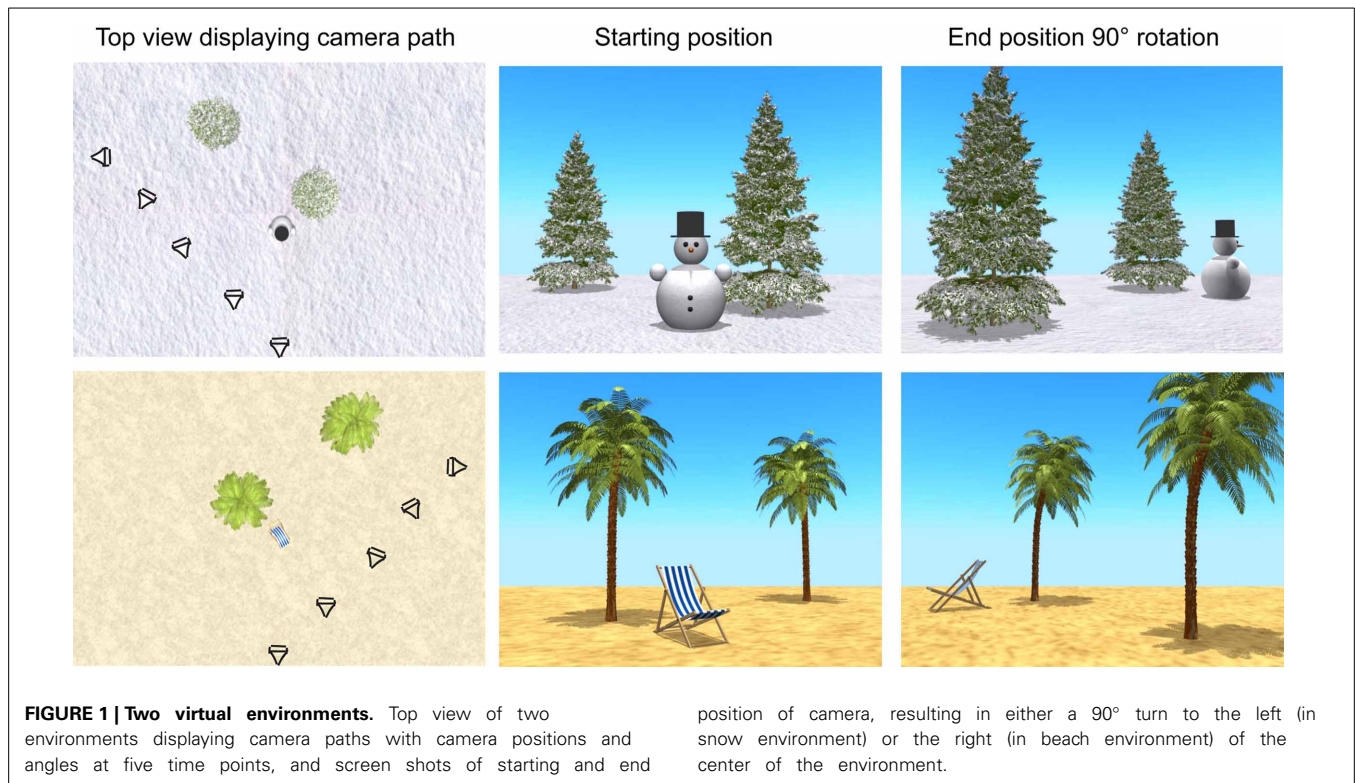 Top view displaying camera path
Starting position
End position 90° rotation
FIGURE 1 | Two virtual environments. Top view of two
environments displaying camera paths with camera positions and
angles at five time points, and screen shots of starting and end
position of camera, resulting in either a 90° turn to the left (in
snow environment) or the right (in beach environment) of the
center of the environment.